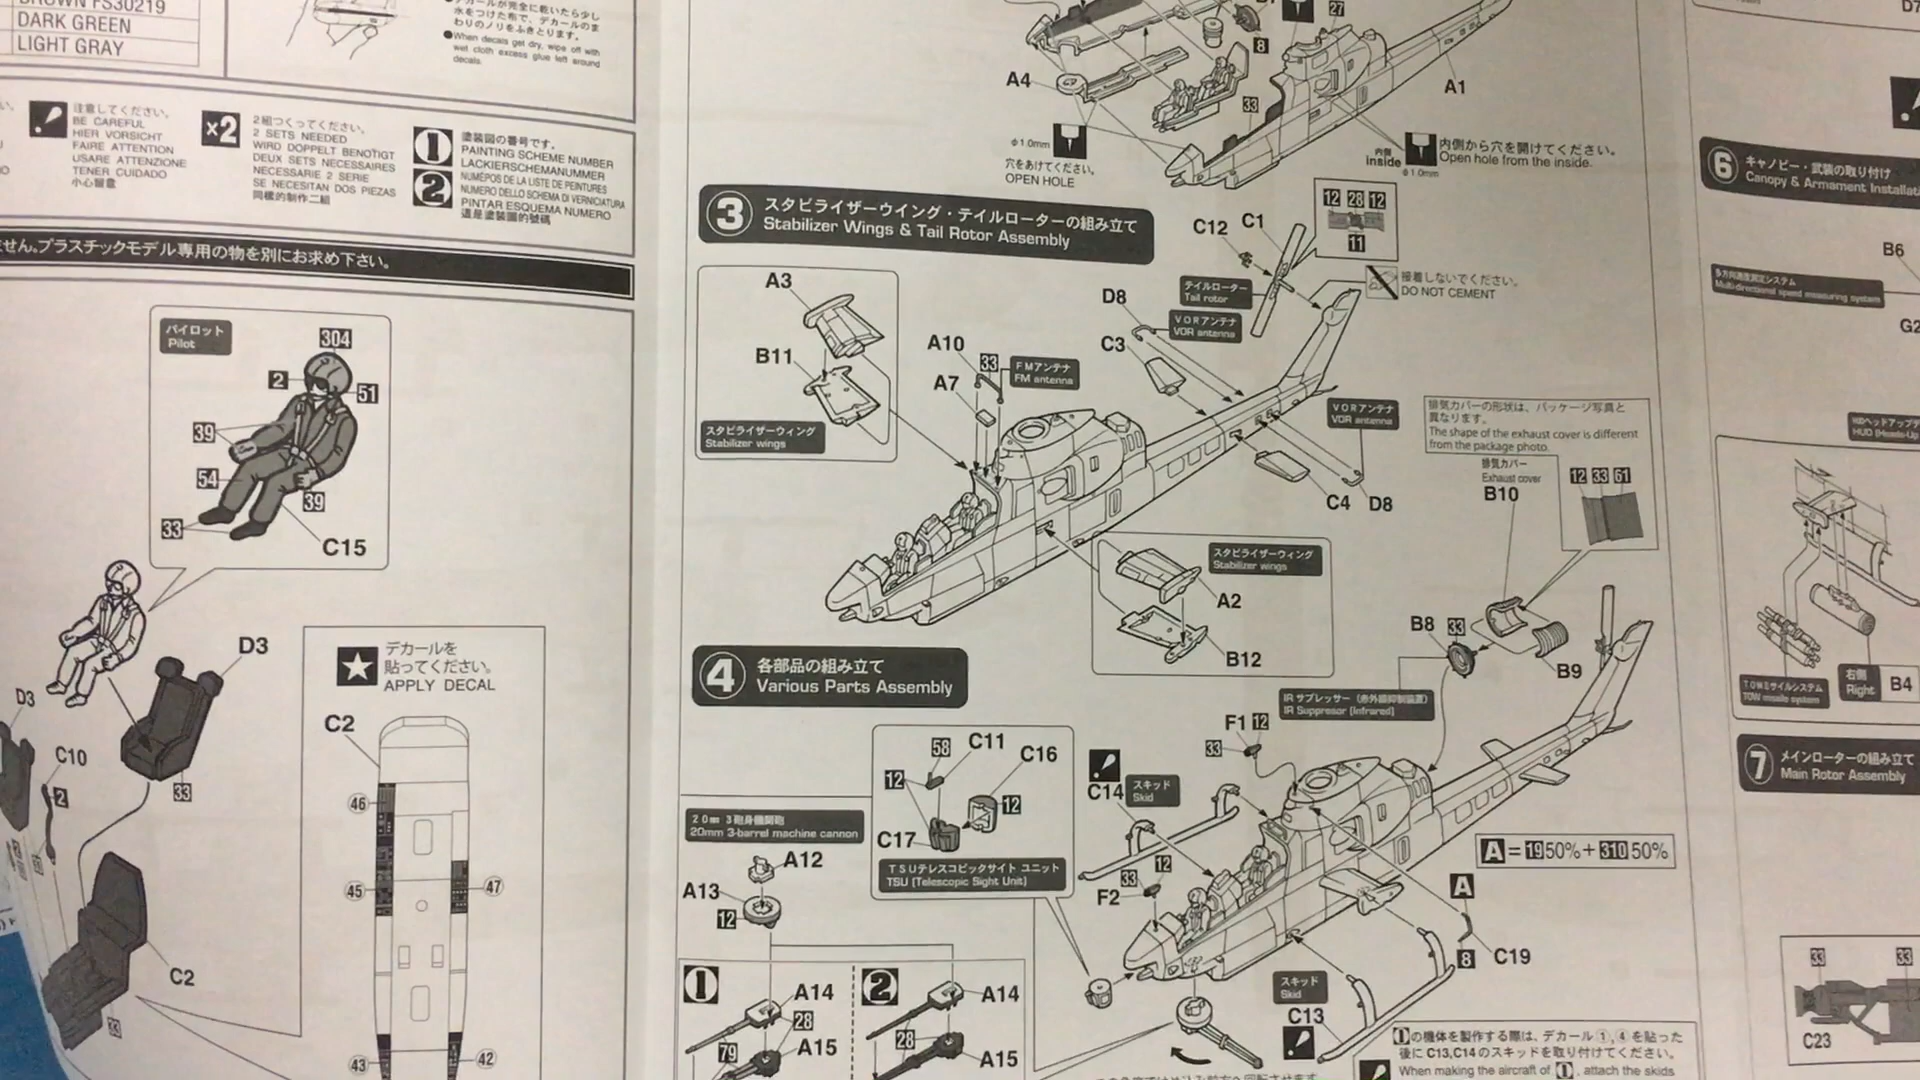 BROWN FS30219
DARK GREEN
LIGHT GRAY
水をつけた布で、デカールのま
わりのノリをふきとります。
●When decals get dry, wipe off with
wet cloth excess glue left around
decals.
注意してください。
BE CAREFUL
HIER VORSICHT
FAIRE ATTENTION
USARE ATTENZIONE
TENER CUIDADO
小心留意
×2
2組つくってください。
2 SETS NEEDED
WIRD DOPPELT BENÖTIGT
DEUX SETS NECESSAIRES
NECESSARIE 2 SERIE
SE NECESITAN DOS PIEZAS
同樣的制作二組
1
2
塗装図の番号です。
PAINTING SCHEME NUMBER
LACKIERSCHEMANUMMER
NUMÉPOS DE LA LISTE DE PEINTURES
NUMERO DELLO SCHEMA DI VERNICIATURA
PINTAR ESQUEMA NUMERO
這是塗裝圖的號碼
せん。プラスチックモデル専用の物を別にお求め下さい。
パイロット
Pilot
304
2
51
39
54
39
33
C15
D3
D3
C10
2
33
C2
33
デカールを
貼ってください。
APPLY DECAL
C2
46
45
47
43
42
A4
8
33
27
A1
φ1.0mm
穴をあけてください。
OPEN HOLE
内側
inside
φ1.0mm
内側から穴を開けてください。
Open hole from the inside.
3
スタビライザーウイング・テイルローターの組み立て
Stabilizer Wings & Tail Rotor Assembly
A3
B11
スタビライザーウィング
Stabilizer wings
A10
A7
33
FMアンテナ
FM antenna
C12
C1
12 28 12
11
テイルローター
Tail rotor
接着しないでください。
DO NOT CEMENT
D8
VORアンテナ
VOR antenna
C3
VORアンテナ
VOR antenna
C4
D8
スタビライザーウィング
Stabilizer wings
A2
B12
排気カバーの形状は、パッケージ写真と
異なります。
The shape of the exhaust cover is different
from the package photo.
排気カバー
Exhaust cover
B10
12 33 61
B8
33
B9
4
各部品の組み立て
Various Parts Assembly
IRサプレッサー（赤外線抑制装置）
IR Suppresor (Infrared)
F1 12
33
58
C11
C16
12
12
C17
TSUテレスコピックサイト ユニット
TSU (Telescopic Sight Unit)
C14
スキッド
Skid
20mm 3砲身機関砲
20mm 3-barrel machine cannon
A12
A13
12
33
12
F2
A=19 50%+310 50%
A
8
C19
スキッド
Skid
C13
1
A14
28
79
A15
2
A14
28
A15
1の機体を製作する際は、デカール①,④を貼った
後にC13,C14のスキッドを取り付けてください。
When making the aircraft of 1, attach the skids
D7
6
キャノピー・武装の取り付け
Canopy & Armament Installati
B6
多方向速度測定システム
Multi-directional speed measuring system
G2
TOWミサイルシステム
TOW missile system
右側
Right
B4
7
メインローターの組み立て
Main Rotor Assembly
33
33
C23